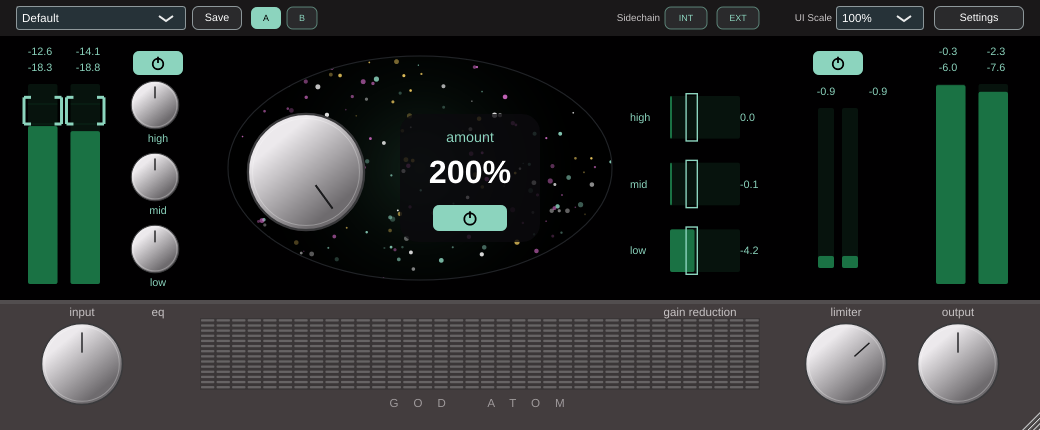 Default Save A B Sidechain INT EXT UI Scale 100% Settings
-12.6 -14.1 -0.3 -2.3
-18.3 -18.8 -6.0 -7.6
-0.9 -0.9
high 0.0
high
amount
200%
mid -0.1
mid
low -4.2
low
input eq gain reduction limiter output
GOD ATOM